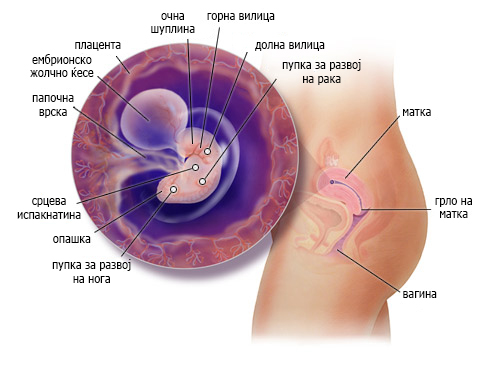 очна
шуплина
горна вилица
плацента
долна вилица
ембрионско
жолчно ќесе
пупка за развој
на рака
папочна
врска
матка
срцева
испакнатина
грло на
матка
опашка
пупка за развој
на нога
вагина